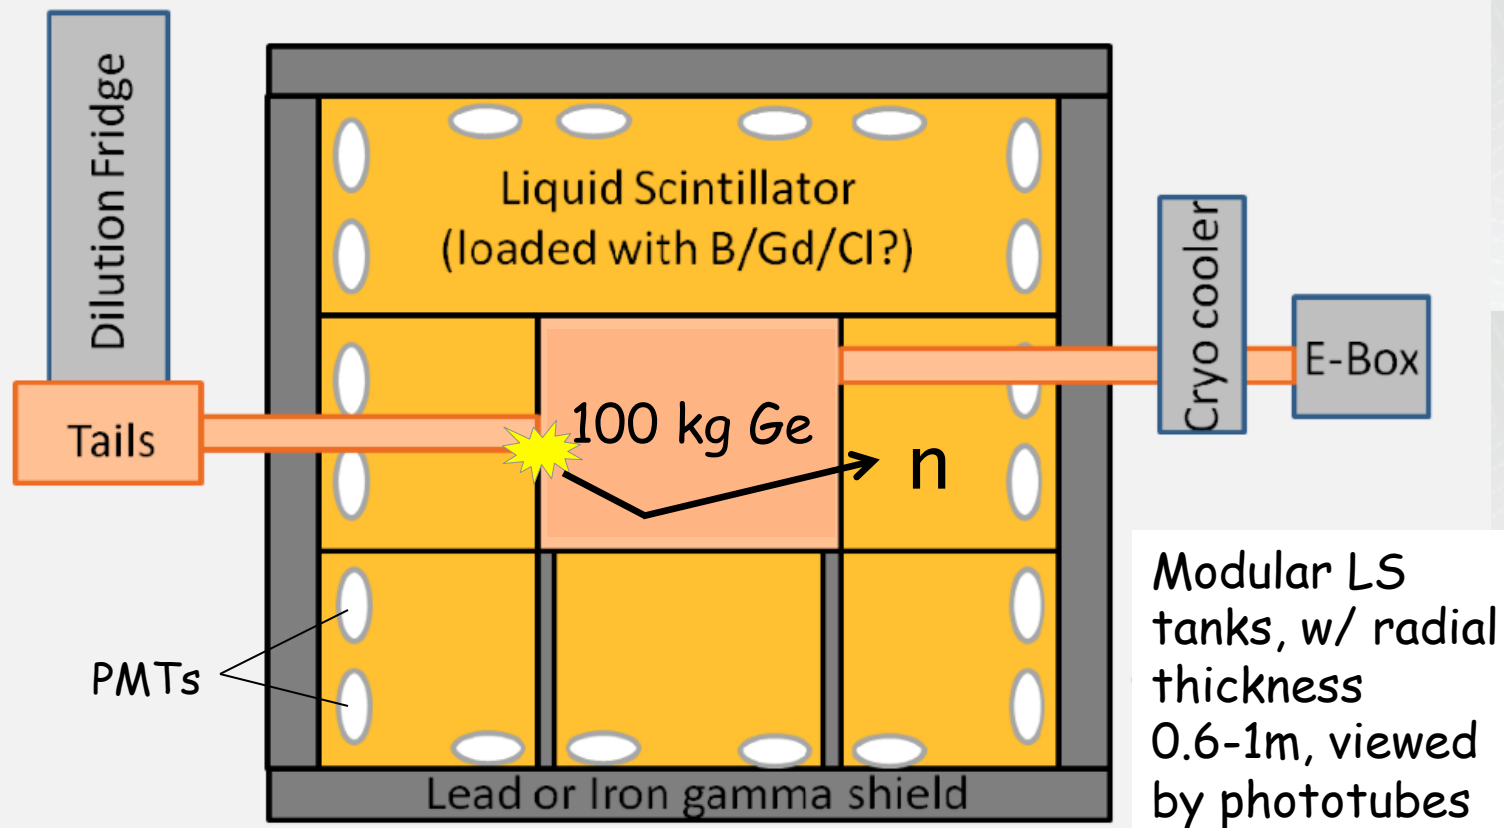 Dilution Fridge
Tails
Liquid Scintillator
(loaded with B/Gd/Cl?)
100 kg Ge
n
Cryo cooler
E-Box
PMTs
Lead or Iron gamma shield
Modular LS
tanks, w/ radial
thickness
0.6-1m, viewed
by phototubes